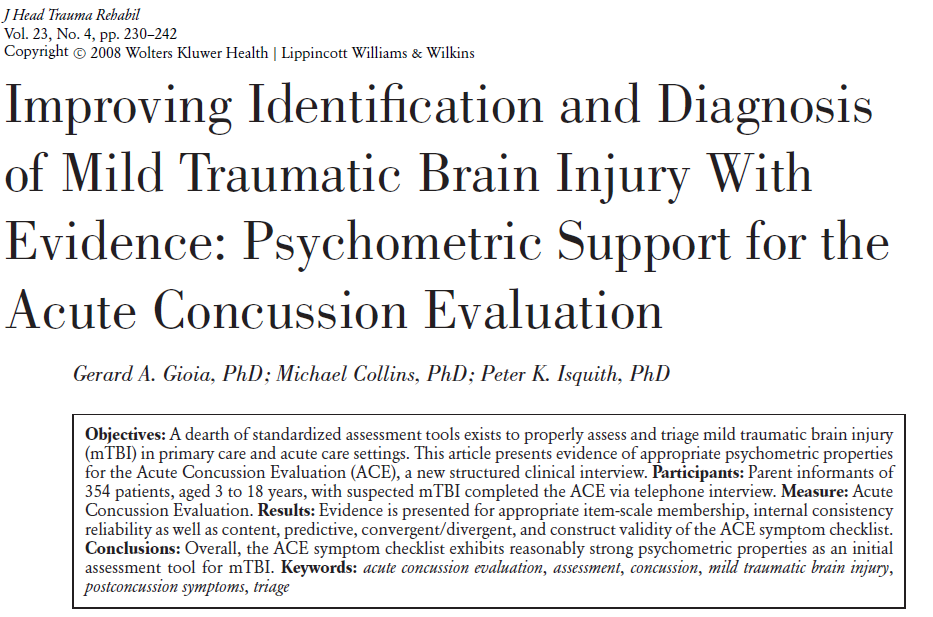 J Head Trauma Rehabil
Vol. 23, No. 4, pp. 230–242
Copyright © 2008 Wolters Kluwer Health | Lippincott Williams & Wilkins
Improving Identification and Diagnosis
of Mild Traumatic Brain Injury With
Evidence: Psychometric Support for the
Acute Concussion Evaluation
Gerard A. Gioia, PhD; Michael Collins, PhD; Peter K. Isquith, PhD
Objectives: A dearth of standardized assessment tools exists to properly assess and triage mild traumatic brain injury
(mTBI) in primary care and acute care settings. This article presents evidence of appropriate psychometric properties
for the Acute Concussion Evaluation (ACE), a new structured clinical interview. Participants: Parent informants of
354 patients, aged 3 to 18 years, with suspected mTBI completed the ACE via telephone interview. Measure: Acute
Concussion Evaluation. Results: Evidence is presented for appropriate item-scale membership, internal consistency
reliability as well as content, predictive, convergent/divergent, and construct validity of the ACE symptom checklist.
Conclusions: Overall, the ACE symptom checklist exhibits reasonably strong psychometric properties as an initial
assessment tool for mTBI. Keywords: acute concussion evaluation, assessment, concussion, mild traumatic brain injury,
postconcussion symptoms, triage